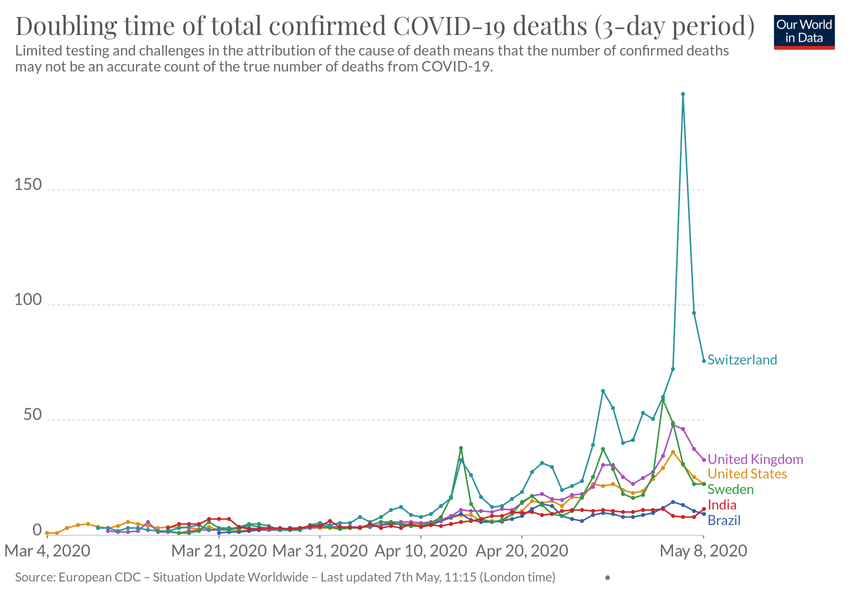 Doubling time of total confirmed COVID-19 deaths (3-day period)
Our World
in Data
Limited testing and challenges in the attribution of the cause of death means that the number of confirmed deaths
may not be an accurate count of the true number of deaths from COVID-19.
150
100
50
0
Switzerland
United Kingdom
United States
Sweden
India
Brazil
Mar 4, 2020 Mar 21, 2020 Mar 31, 2020 Apr 10, 2020 Apr 20, 2020 May 8, 2020
Source: European CDC – Situation Update Worldwide – Last updated 7th May, 11:15 (London time)